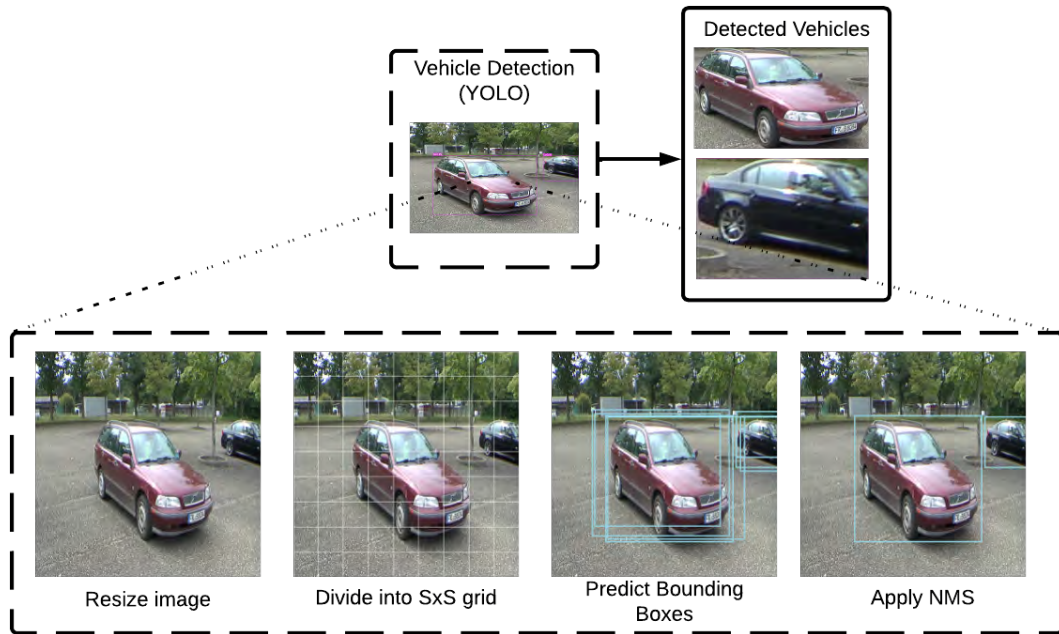 Vehicle Detection
(YOLO)
Detected Vehicles
Resize image
Divide into SxS grid
Predict Bounding
Boxes
Apply NMS